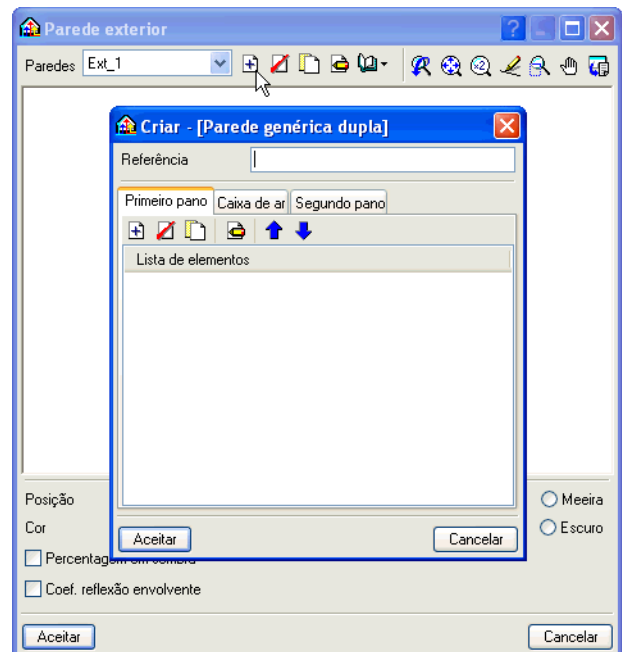 Parede exterior
Paredes Ext_1
Criar - [Parede genérica dupla]
Referência
Primeiro pano Caixa de ar Segundo pano
Lista de elementos
Aceitar Cancelar
Posição Meeira
Cor Escuro
Percentagem em sombra
Coef. reflexão envolvente
Aceitar Cancelar